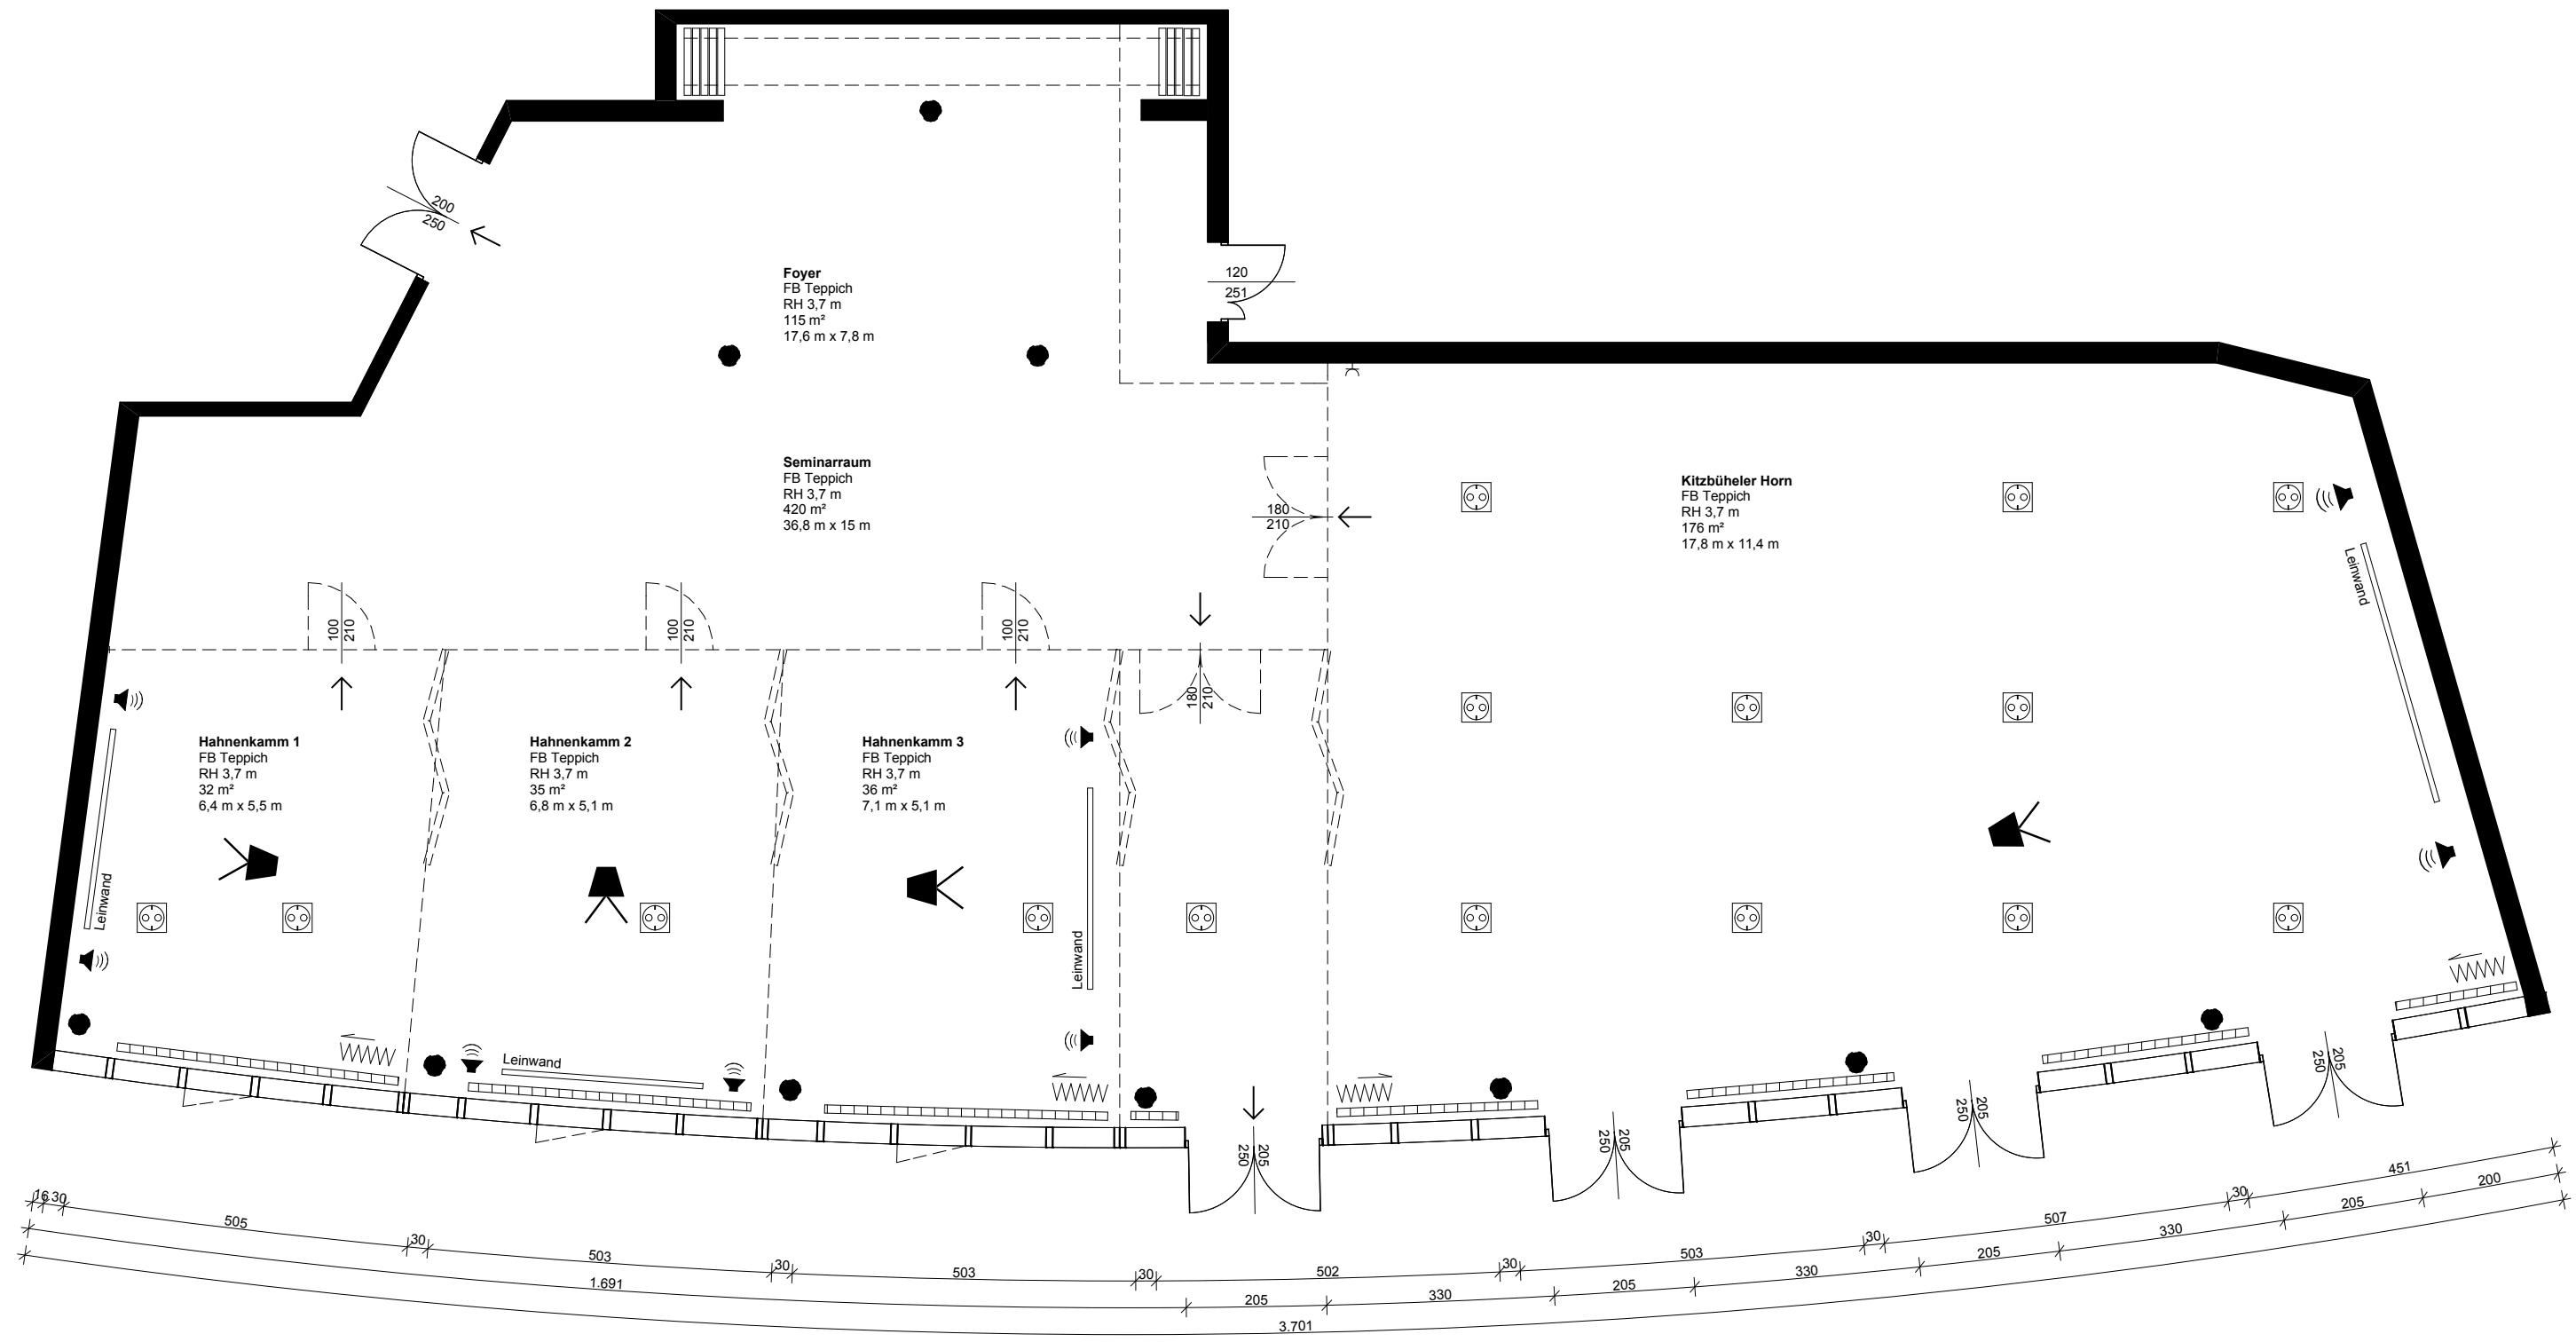 200
250
Foyer
FB Teppich
RH 3,7 m
115 m²
17,6 m x 7,8 m
120
251
Seminarraum
FB Teppich
RH 3,7 m
420 m²
36,8 m x 15 m
180
210
Kitzbüheler Horn
FB Teppich
RH 3,7 m
176 m²
17,8 m x 11,4 m
Leinwand
100
210
100
210
100
210
180
210
Hahnenkamm 1
FB Teppich
RH 3,7 m
32 m²
6,4 m x 5,5 m
Hahnenkamm 2
FB Teppich
RH 3,7 m
35 m²
6,8 m x 5,1 m
Hahnenkamm 3
FB Teppich
RH 3,7 m
36 m²
7,1 m x 5,1 m
Leinwand
Leinwand
Leinwand
250
205
250
205
250
205
250
205
16 30
505
30
503
30
503
30
502
30
503
30
507
30
451
1.691
205
330
205
330
205
330
205
200
3.701